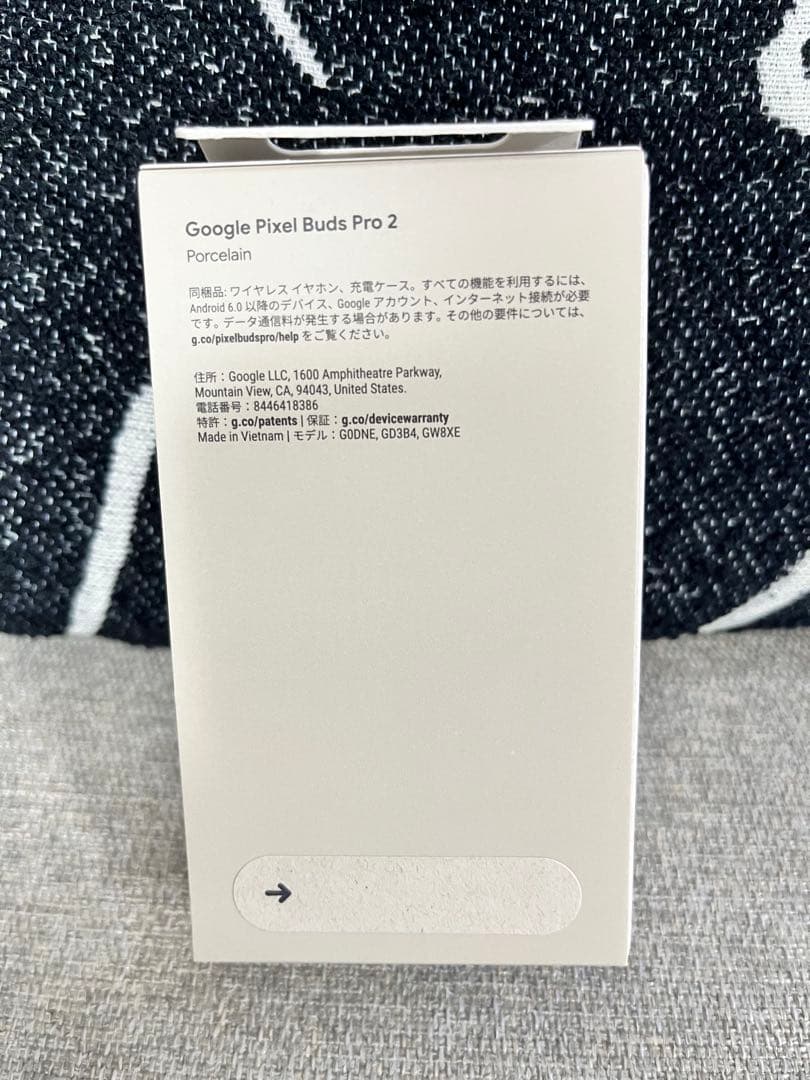 Google Pixel Buds Pro 2
Porcelain
同梱品: ワイヤレス イヤホン、充電ケース。すべての機能を利用するには、
Android 6.0 以降のデバイス、Google アカウント、インターネット接続が必要
です。データ通信料が発生する場合があります。その他の要件については、
g.co/pixelbudspro/help をご覧ください。
住所：Google LLC, 1600 Amphitheatre Parkway,
Mountain View, CA, 94043, United States.
電話番号：8446418386
特許：g.co/patents | 保証：g.co/devicewarranty
Made in Vietnam | モデル：G0DNE, GD3B4, GW8XE